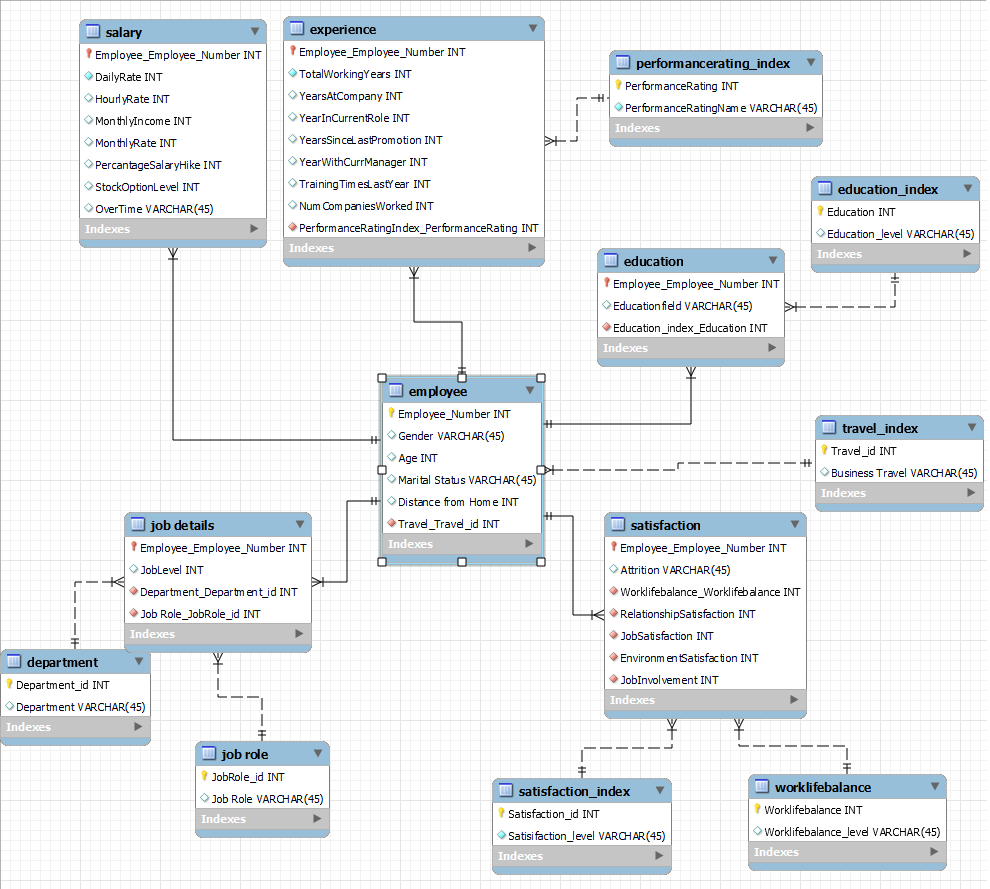 salary
Employee_Employee_Number INT
DailyRate INT
HourlyRate INT
MonthlyIncome INT
MonthlyRate INT
PercantageSalaryHike INT
StockOptionLevel INT
OverTime VARCHAR(45)
Indexes
experience
Employee_Employee_Number INT
TotalWorkingYears INT
YearsAtCompany INT
YearInCurrentRole INT
YearsSinceLastPromotion INT
YearWithCurrManager INT
TrainingTimesLastYear INT
NumCompaniesWorked INT
PerformanceRatingIndex_PerformanceRating INT
Indexes
performancerating_index
PerformanceRating INT
PerformanceRatingName VARCHAR(45)
Indexes
education_index
Education INT
Education_level VARCHAR(45)
Indexes
education
Employee_Employee_Number INT
Educationfield VARCHAR(45)
Education_index_Education INT
Indexes
employee
Employee_Number INT
Gender VARCHAR(45)
Age INT
Marital Status VARCHAR(45)
Distance from Home INT
Travel_Travel_id INT
Indexes
travel_index
Travel_id INT
Business Travel VARCHAR(45)
Indexes
job details
Employee_Employee_Number INT
JobLevel INT
Department_Department_id INT
Job Role_JobRole_id INT
Indexes
satisfaction
Employee_Employee_Number INT
Attrition VARCHAR(45)
Worklifebalance_Worklifebalance INT
RelationshipSatisfaction INT
JobSatisfaction INT
EnvironmentSatisfaction INT
JobInvolvement INT
Indexes
department
Department_id INT
Department VARCHAR(45)
Indexes
job role
JobRole_id INT
Job Role VARCHAR(45)
Indexes
satisfaction_index
Satisfaction_id INT
Satisifaction_level VARCHAR(45)
Indexes
worklifebalance
Worklifebalance INT
Worklifebalance_level VARCHAR(45)
Indexes